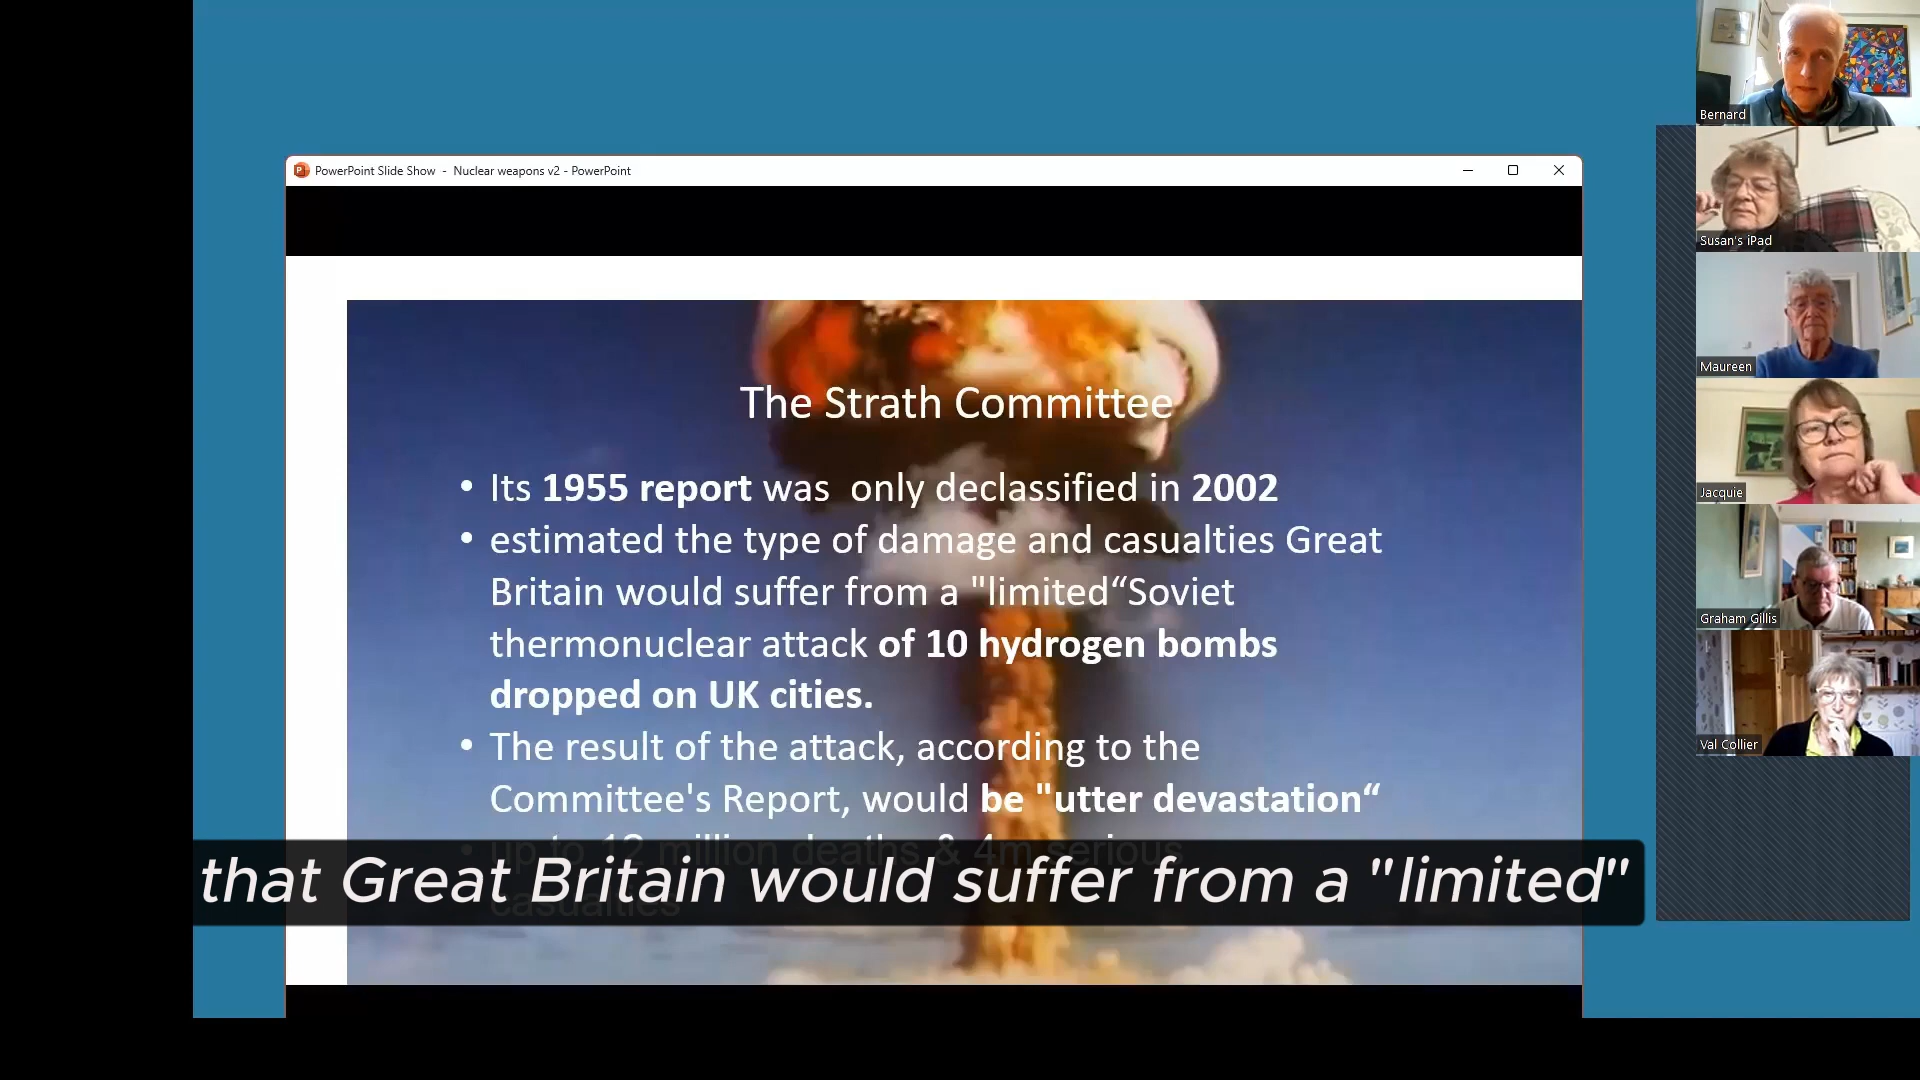 PowerPoint Slide Show - Nuclear weapons v2 - PowerPoint
The Strath Committee
• Its 1955 report was only declassified in 2002
• estimated the type of damage and casualties Great
Britain would suffer from a "limited“Soviet
thermonuclear attack of 10 hydrogen bombs
dropped on UK cities.
• The result of the attack, according to the
Committee's Report, would be "utter devastation“
• up to 12 million deaths & 4m serious
casualties
that Great Britain would suffer from a "limited"
Bernard
Susan's iPad
Maureen
Jacquie
Graham Gillis
Val Collier